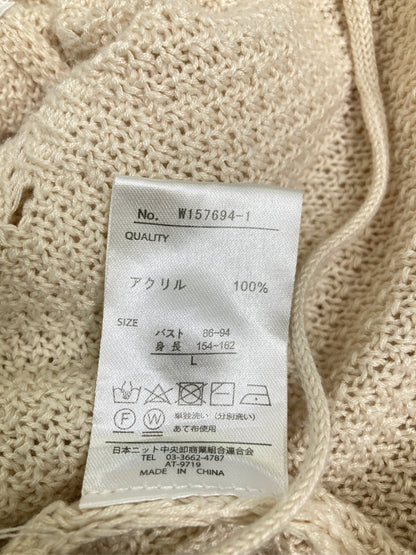 No. W157694-1
QUALITY
アクリル 100%
SIZE
バスト 86-94
身長 154-162
L
F W 単独洗い(分別洗い)
あて布使用
日本ニット中央卸商業組合連合会
TEL 03-3662-4787
AT-9719
MADE IN CHINA